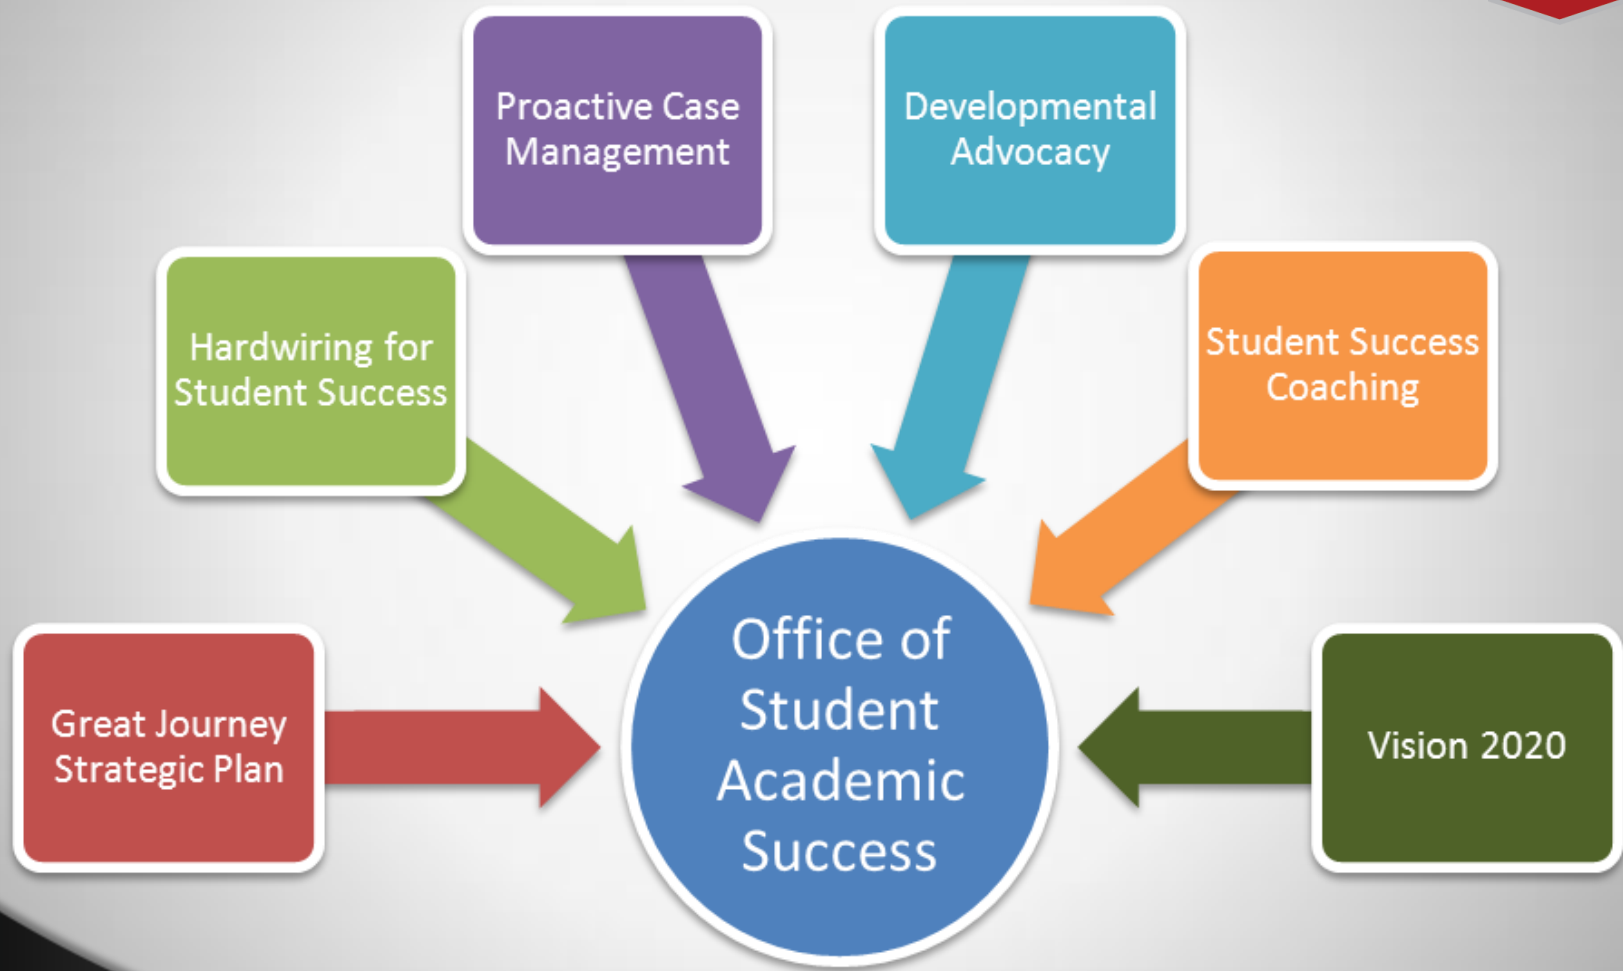 Proactive Case
Management
Developmental
Advocacy
Hardwiring for
Student Success
Student Success
Coaching
Great Journey
Strategic Plan
Office of
Student
Academic
Success
Vision 2020